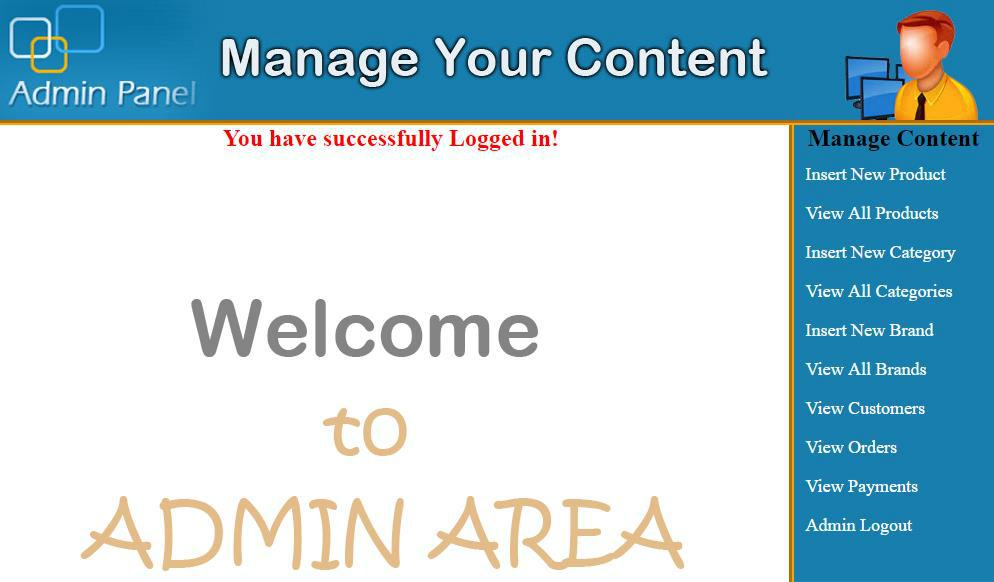 Admin Panel
Manage Your Content
You have successfully Logged in!
Welcome
to
ADMIN AREA
Manage Content
Insert New Product
View All Products
Insert New Category
View All Categories
Insert New Brand
View All Brands
View Customers
View Orders
View Payments
Admin Logout